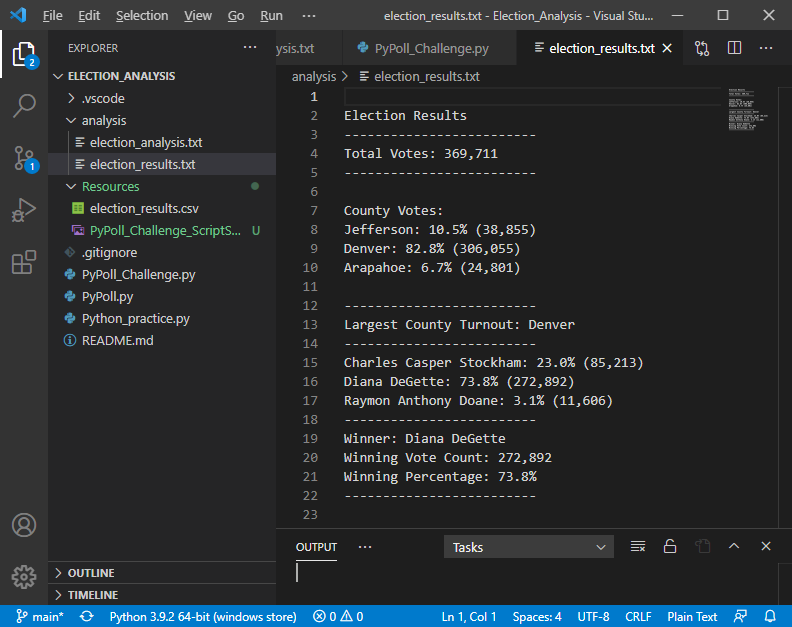 File Edit Selection View Go Run ··· election_results.txt - Election_Analysis - Visual Stu...
EXPLORER ···
ysis.txt PyPoll_Challenge.py election_results.txt
analysis > election_results.txt
2
ELECTION_ANALYSIS
.vscode
analysis
election_analysis.txt
election_results.txt
1
Resources
election_results.csv
PyPoll_Challenge_ScriptS... U
.gitignore
PyPoll_Challenge.py
PyPoll.py
Python_practice.py
README.md
OUTLINE
TIMELINE
1
2 Election Results
3 -------------------------
4 Total Votes: 369,711
5 -------------------------
6
7 County Votes:
8 Jefferson: 10.5% (38,855)
9 Denver: 82.8% (306,055)
10 Arapahoe: 6.7% (24,801)
11
12 -------------------------
13 Largest County Turnout: Denver
14 -------------------------
15 Charles Casper Stockham: 23.0% (85,213)
16 Diana DeGette: 73.8% (272,892)
17 Raymon Anthony Doane: 3.1% (11,606)
18 -------------------------
19 Winner: Diana DeGette
20 Winning Vote Count: 272,892
21 Winning Percentage: 73.8%
22 -------------------------
23
OUTPUT ··· Tasks
main* Python 3.9.2 64-bit (windows store) 0 0 Ln 1, Col 1 Spaces: 4 UTF-8 CRLF Plain Text